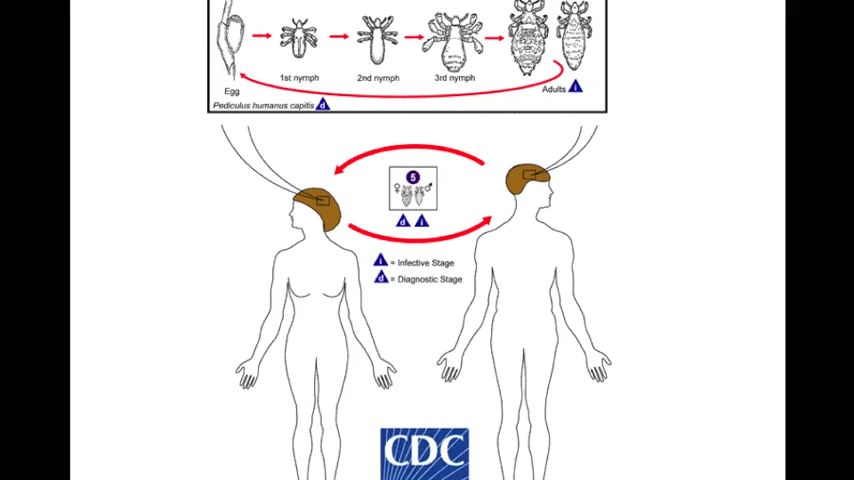 1st nymph
2nd nymph
3rd nymph
Egg
Adults i
Pediculus humanus capitis d
5
♀ ♂
d i
i = Infective Stage
d = Diagnostic Stage
CDC